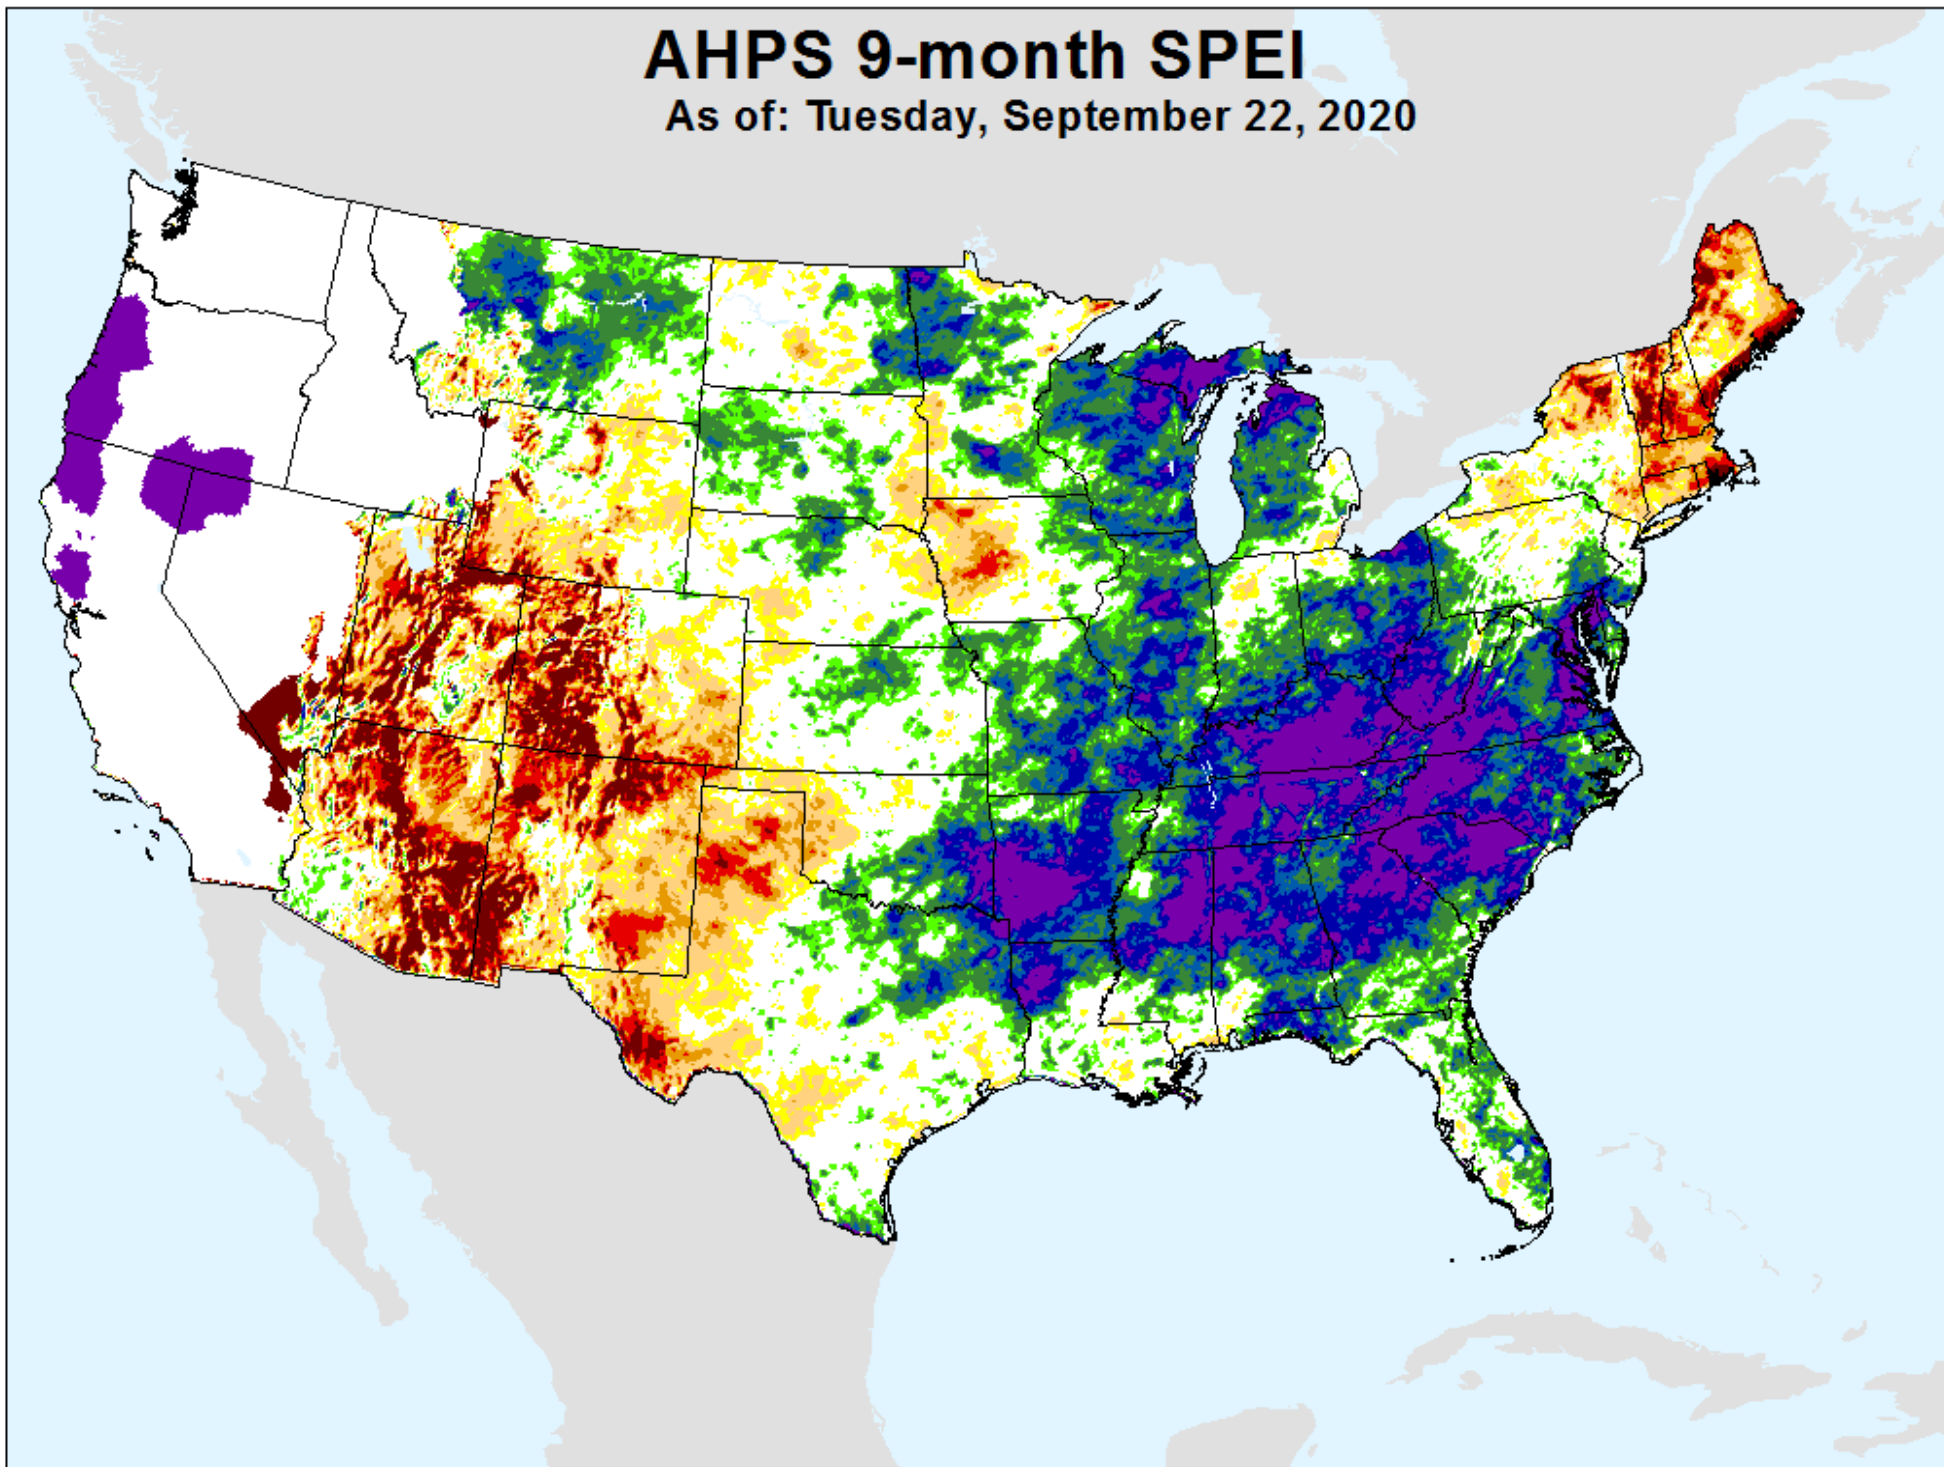 AHPS 9-month SPEI
As of: Tuesday, September 22, 2020